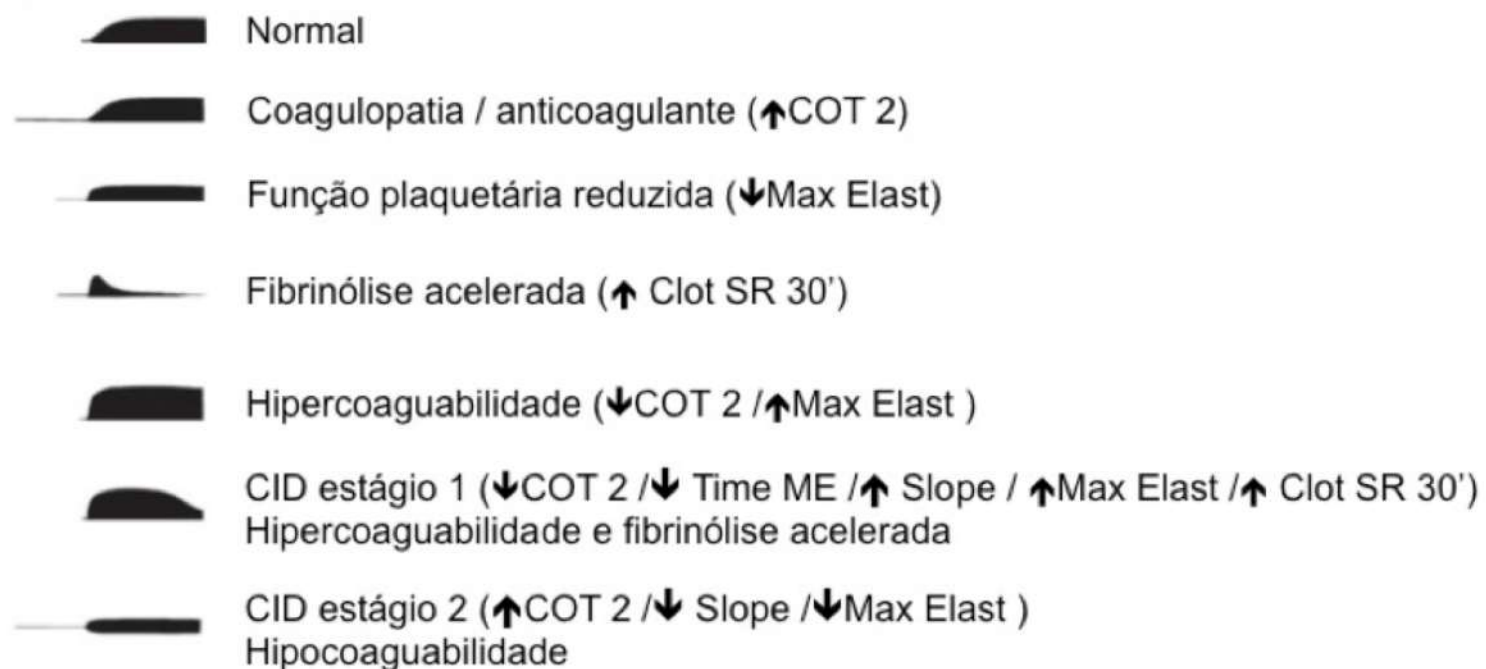 Normal
Coagulopatia / anticoagulante (↑COT 2)
Função plaquetária reduzida (↓Max Elast)
Fibrinólise acelerada (↑ Clot SR 30’)
Hipercoaguabilidade (↓COT 2 /↑Max Elast )
CID estágio 1 (↓COT 2 /↓ Time ME /↑ Slope / ↑Max Elast /↑ Clot SR 30’)
Hipercoaguabilidade e fibrinólise acelerada
CID estágio 2 (↑COT 2 /↓ Slope /↓Max Elast )
Hipocoaguabilidade